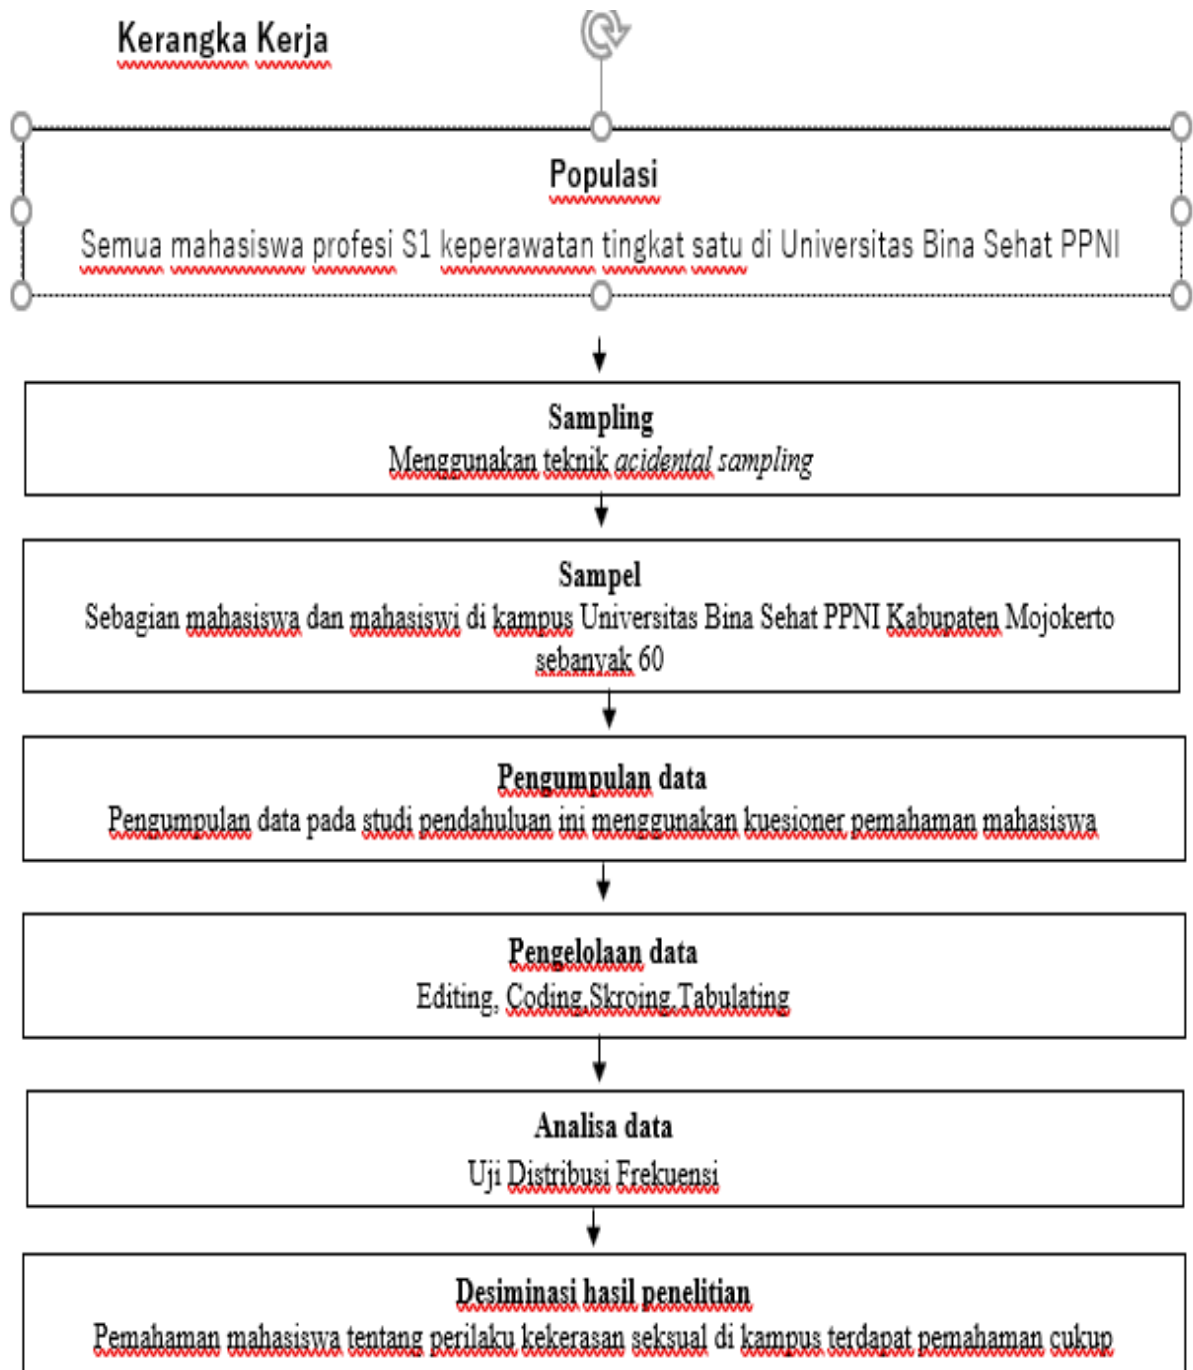 Kerangka Kerja
Populasi
Semua mahasiswa profesi S1 keperawatan tingkat satu di Universitas Bina Sehat PPNI
Sampling
Menggunakan teknik acidental sampling
Sampel
Sebagian mahasiswa dan mahasiswi di kampus Universitas Bina Sehat PPNI Kabupaten Mojokerto
sebanyak 60
Pengumpulan data
Pengumpulan data pada studi pendahuluan ini menggunakan kuesioner pemahaman mahasiswa
Pengelolaan data
Editing, Coding,Skroing,Tabulating
Analisa data
Uji Distribusi Frekuensi
Desiminasi hasil penelitian
Pemahaman mahasiswa tentang perilaku kekerasan seksual di kampus terdapat pemahaman cukup